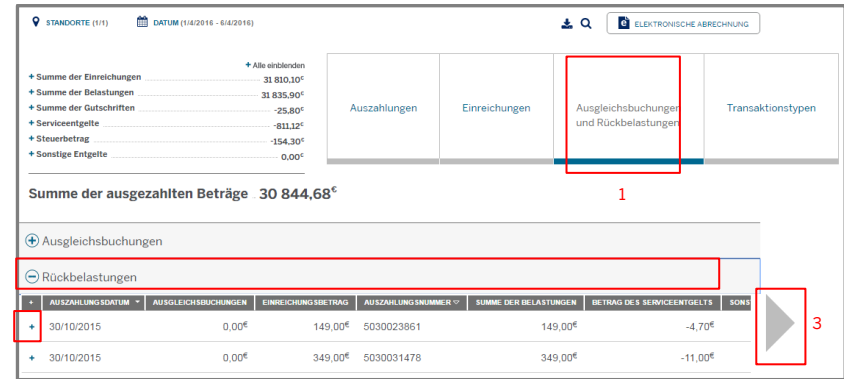 STANDORTE (1/1) DATUM (1/4/2016 - 6/4/2016) e ELEKTRONISCHE ABRECHNUNG
+ Alle einblenden
+ Summe der Einreichungen 31 810,10€
+ Summe der Belastungen 31 835,90€
+ Summe der Gutschriften -25,80€
+ Serviceentgelte -811,12€
+ Steuerbetrag -154,30€
+ Sonstige Entgelte 0,00€
Auszahlungen
Einreichungen
Ausgleichsbuchungen
und Rückbelastungen
Transaktionstypen
Summe der ausgezahlten Beträge 30 844,68€
1
+ Ausgleichsbuchungen
− Rückbelastungen
+ AUSZAHLUNGSDATUM AUSGLEICHSBUCHUNGEN EINREICHUNGSBETRAG AUSZAHLUNGSNUMMER SUMME DER BELASTUNGEN BETRAG DES SERVICEENTGELTS SONS
+ 30/10/2015 0,00€ 149,00€ 5030023861 149,00€ -4,70€
3
+ 30/10/2015 0,00€ 349,00€ 5030031478 349,00€ -11,00€